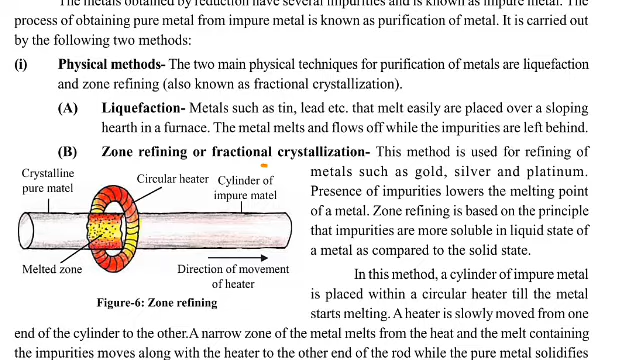 The metals obtained by reduction have several impurities and is known as impure metal. The
process of obtaining pure metal from impure metal is known as purification of metal. It is carried out
by the following two methods:
(i) Physical methods- The two main physical techniques for purification of metals are liquefaction
and zone refining (also known as fractional crystallization).
(A) Liquefaction- Metals such as tin, lead etc. that melt easily are placed over a sloping
hearth in a furnace. The metal melts and flows off while the impurities are left behind.
(B) Zone refining or fractional crystallization- This method is used for refining of
metals such as gold, silver and platinum.
Presence of impurities lowers the melting point
of a metal. Zone refining is based on the principle
that impurities are more soluble in liquid state of
a metal as compared to the solid state.
Crystalline
pure matel
Circular heater
Cylinder of
impure matel
Melted zone
Direction of movement
of heater
Figure-6: Zone refining
In this method, a cylinder of impure metal
is placed within a circular heater till the metal
starts melting. A heater is slowly moved from one
end of the cylinder to the other.A narrow zone of the metal melts from the heat and the melt containing
the impurities moves along with the heater to the other end of the rod while the pure metal solidifies